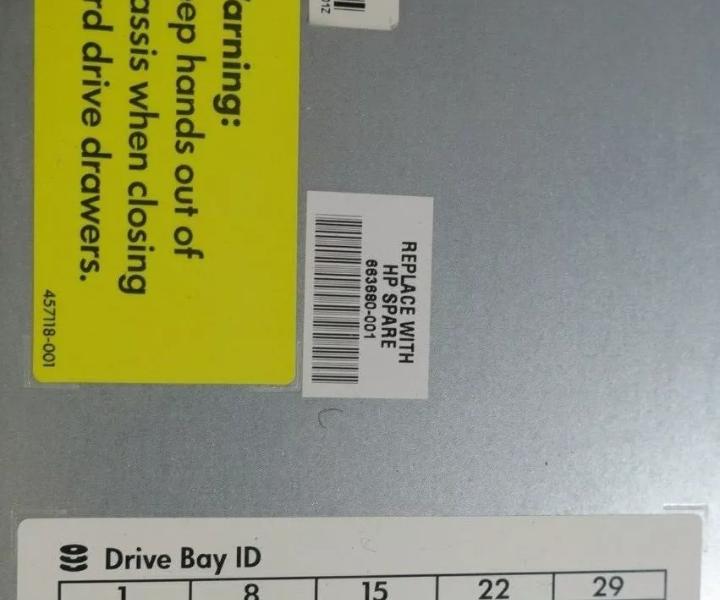 arning:
ep hands out of
assis when closing
rd drive drawers.
457118-001
01Z
REPLACE WITH
HP SPARE
663680-001
Drive Bay ID
1 8 15 22 29